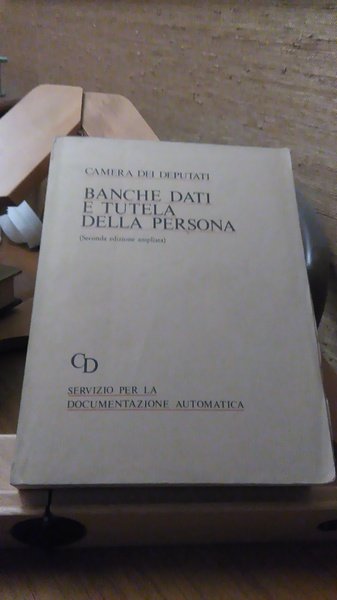 CAMERA DEI DEPUTATI
BANCHE DATI
E TUTELA
DELLA PERSONA
(Seconda edizione ampliata)
CD
SERVIZIO PER LA
DOCUMENTAZIONE AUTOMATICA